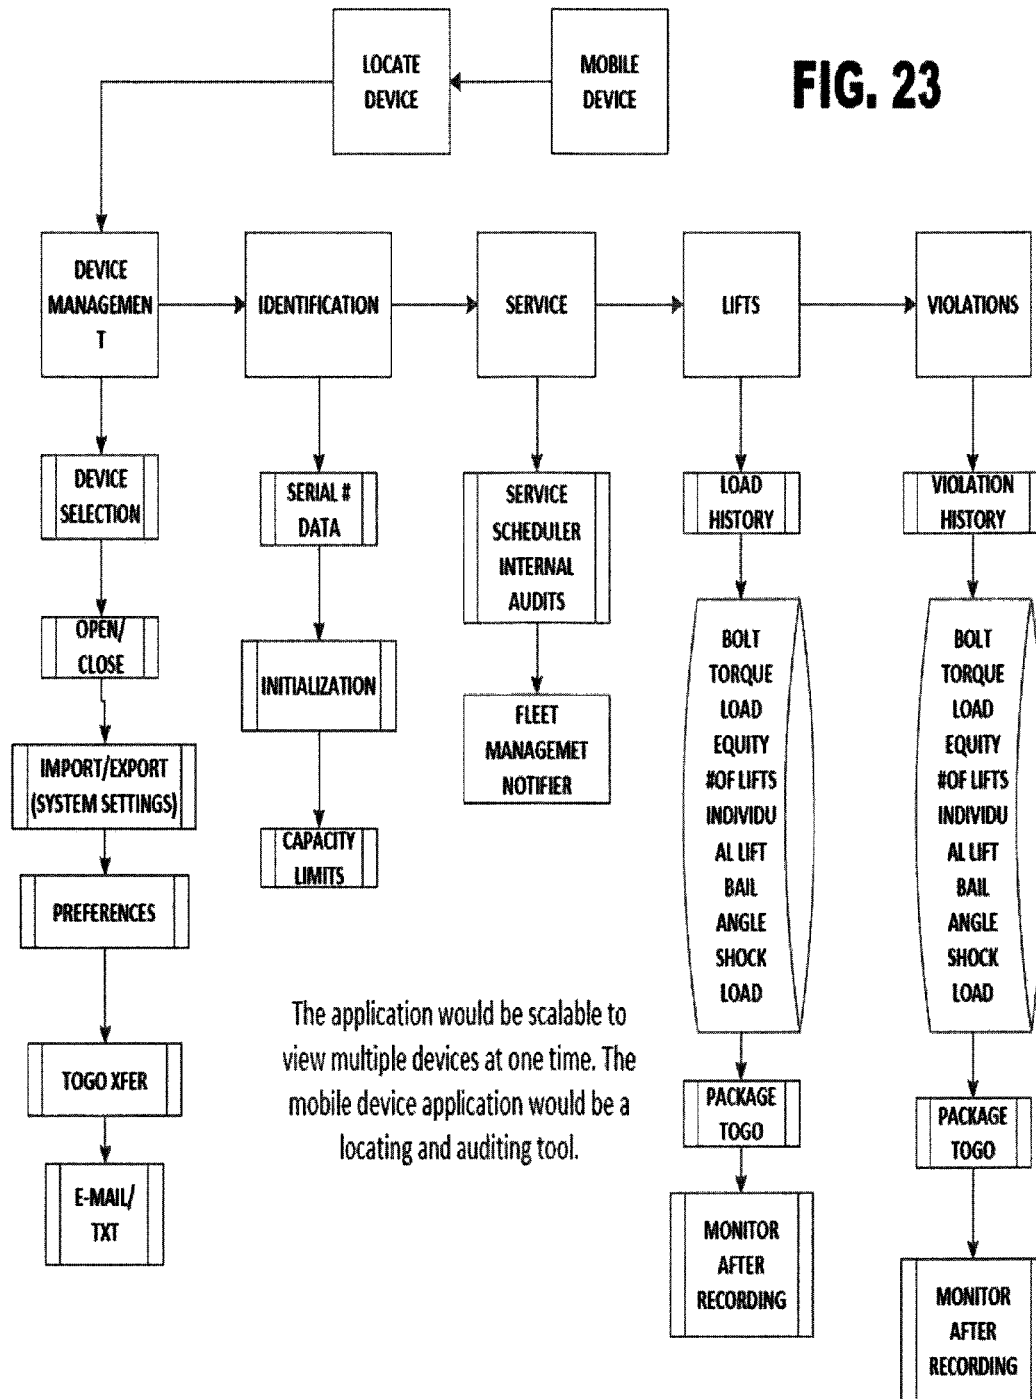 LOCATE
DEVICE
MOBILE
DEVICE
FIG. 23
DEVICE
MANAGEMEN
T
IDENTIFICATION
SERVICE
LIFTS
VIOLATIONS
DEVICE
SELECTION
OPEN/
CLOSE
IMPORT/EXPORT
(SYSTEM SETTINGS)
PREFERENCES
TOGO XFER
E-MAIL/
TXT
SERIAL #
DATA
INITIALIZATION
CAPACITY
LIMITS
SERVICE
SCHEDULER
INTERNAL
AUDITS
FLEET
MANAGEMET
NOTIFIER
LOAD
HISTORY
BOLT
TORQUE
LOAD
EQUITY
#OF LIFTS
INDIVIDU
AL LIFT
BAIL
ANGLE
SHOCK
LOAD
PACKAGE
TOGO
MONITOR
AFTER
RECORDING
VIOLATION
HISTORY
BOLT
TORQUE
LOAD
EQUITY
#OF LIFTS
INDIVIDU
AL LIFT
BAIL
ANGLE
SHOCK
LOAD
PACKAGE
TOGO
MONITOR
AFTER
RECORDING
The application would be scalable to
view multiple devices at one time. The
mobile device application would be a
locating and auditing tool.